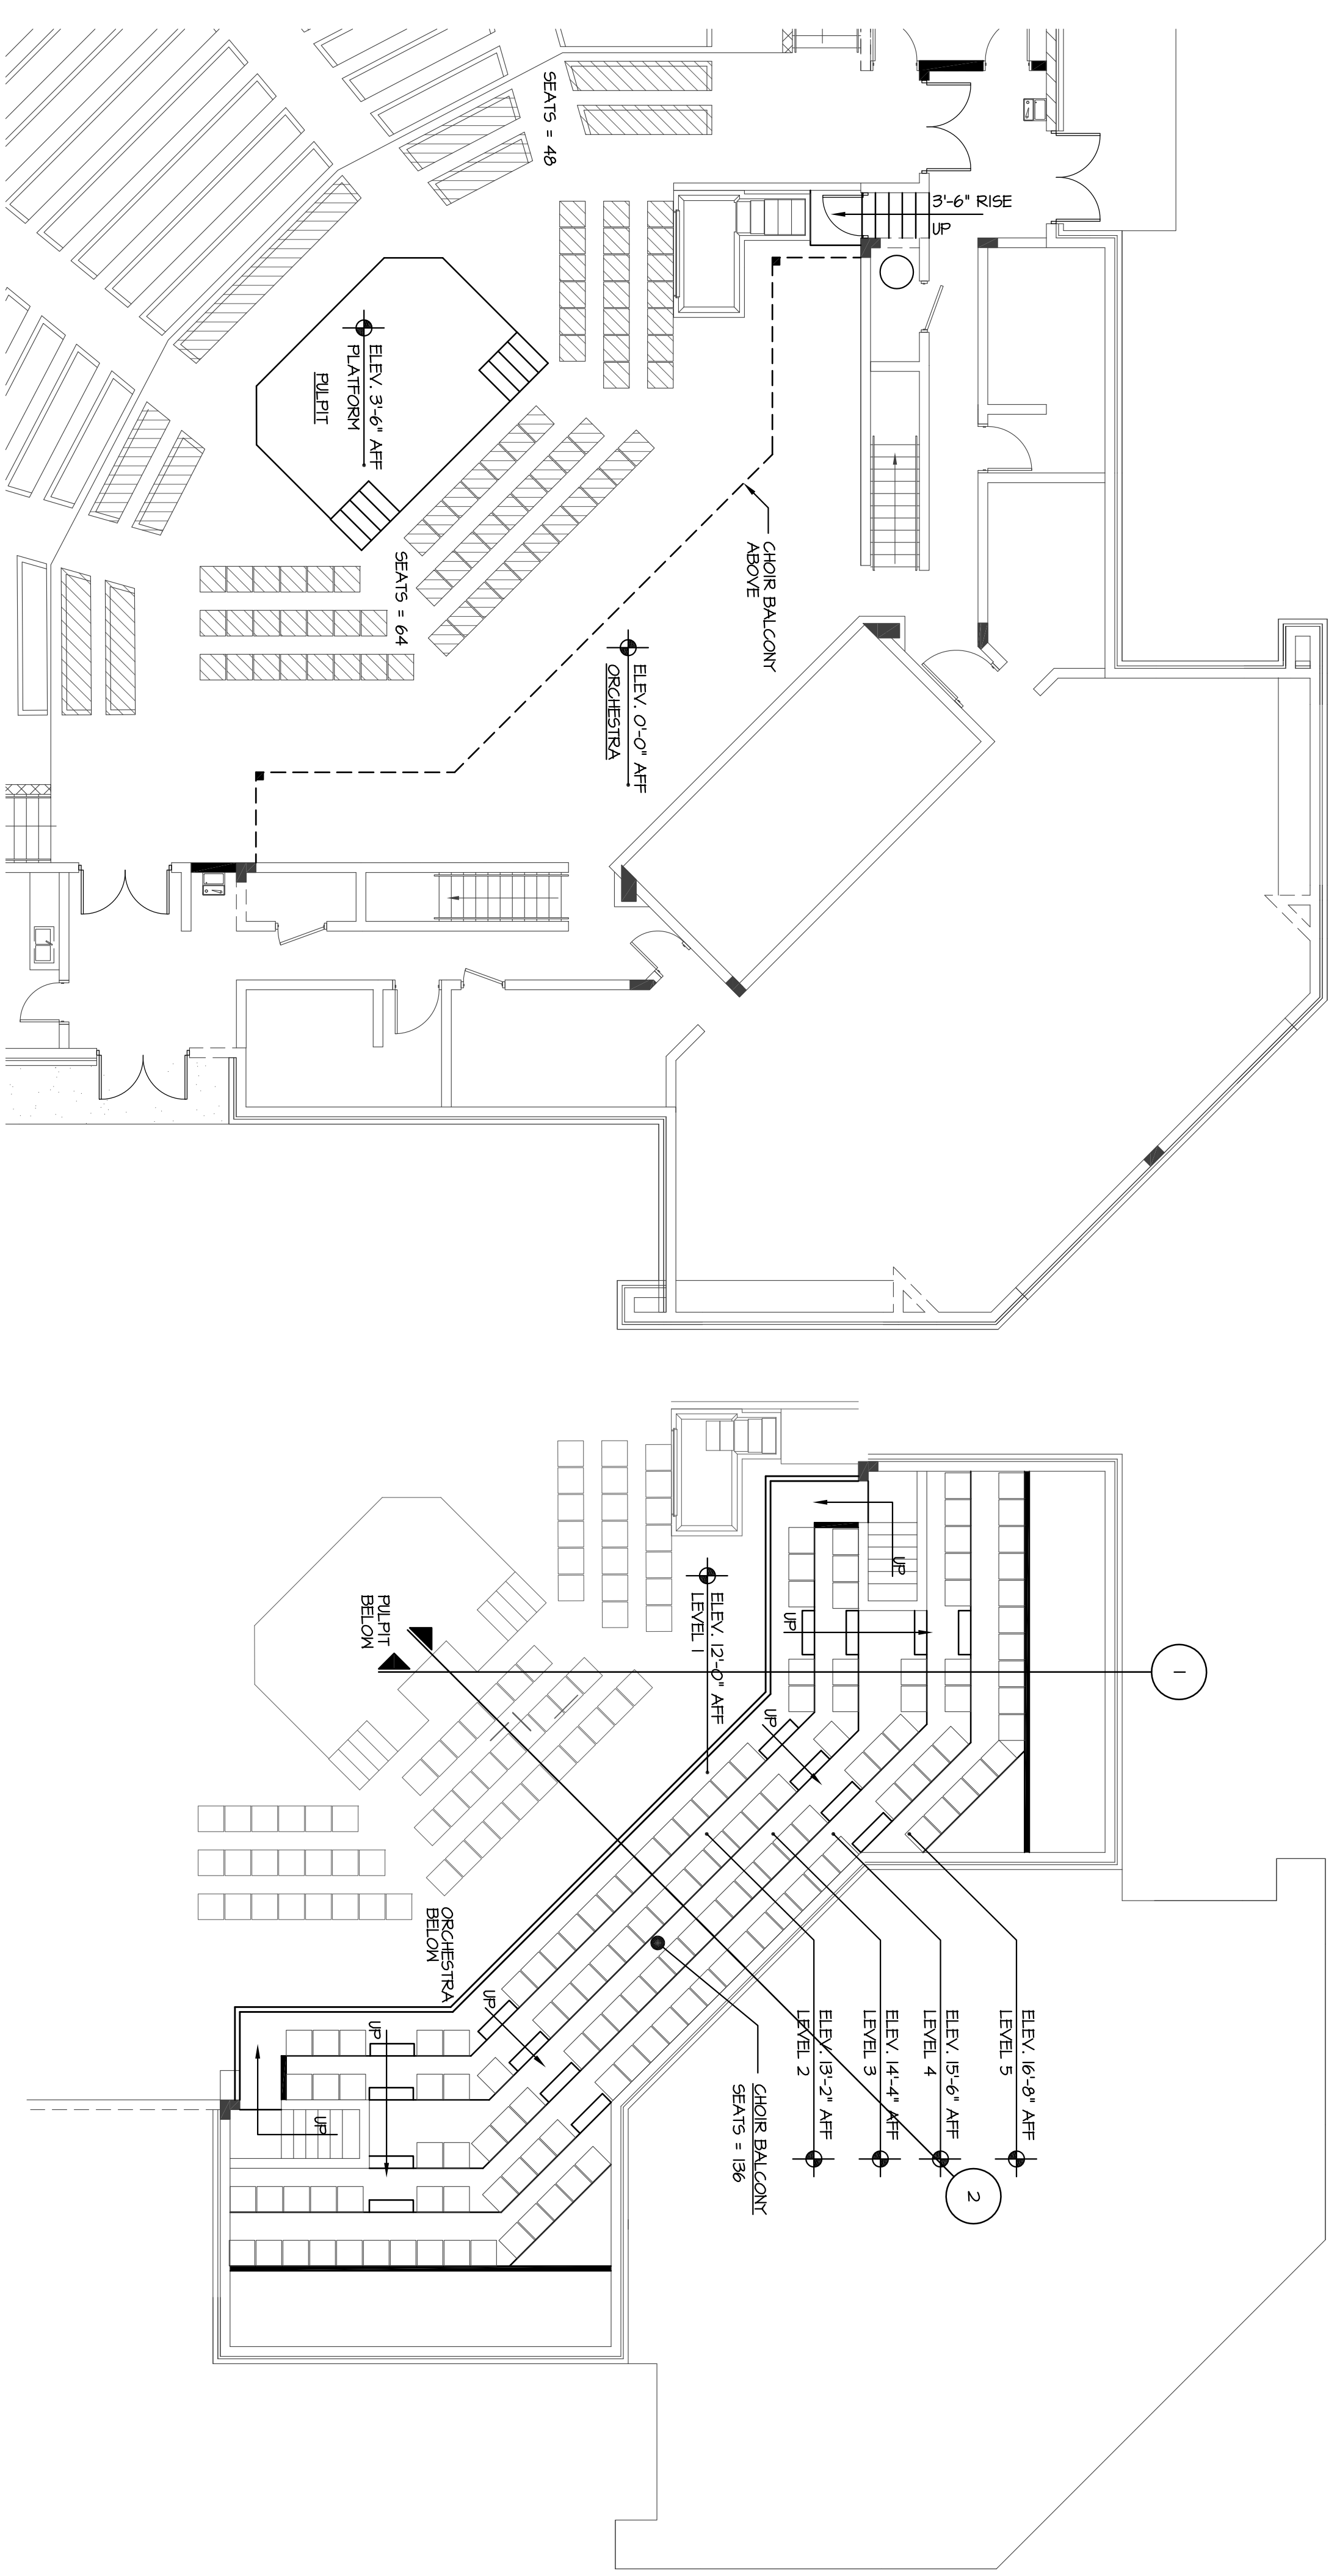 SEATS = 48
3'-6" RISE
UP
ELEV. 3'-6" AFF
PLATFORM
PULPIT
CHOIR BALCONY
ABOVE
SEATS = 64
ELEV. 0'-0" AFF
ORCHESTRA
UP
UP
ELEV. 12'-0" AFF
LEVEL 1
PULPIT
BELOW
1
UP
ORCHESTRA
BELOW
UP
UP
UP
ELEV. 16'-8" AFF
LEVEL 5
ELEV. 15'-6" AFF
LEVEL 4
ELEV. 14'-4" AFF
LEVEL 3
ELEV. 13'-2" AFF
LEVEL 2
CHOIR BALCONY
SEATS = 136
2